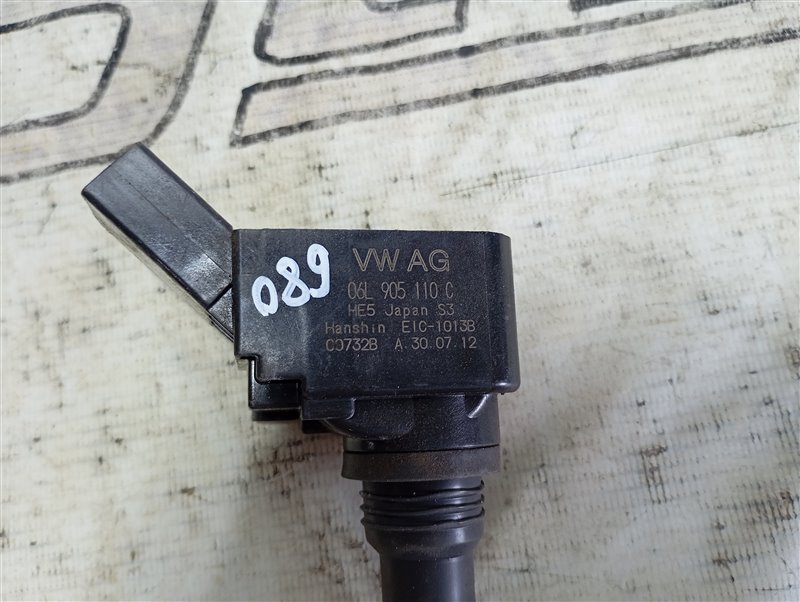 089
VW AG
06L 905 110 C
HE5 Japan S3
Hanshin EIC-1013B
C0732B A.30.07.12